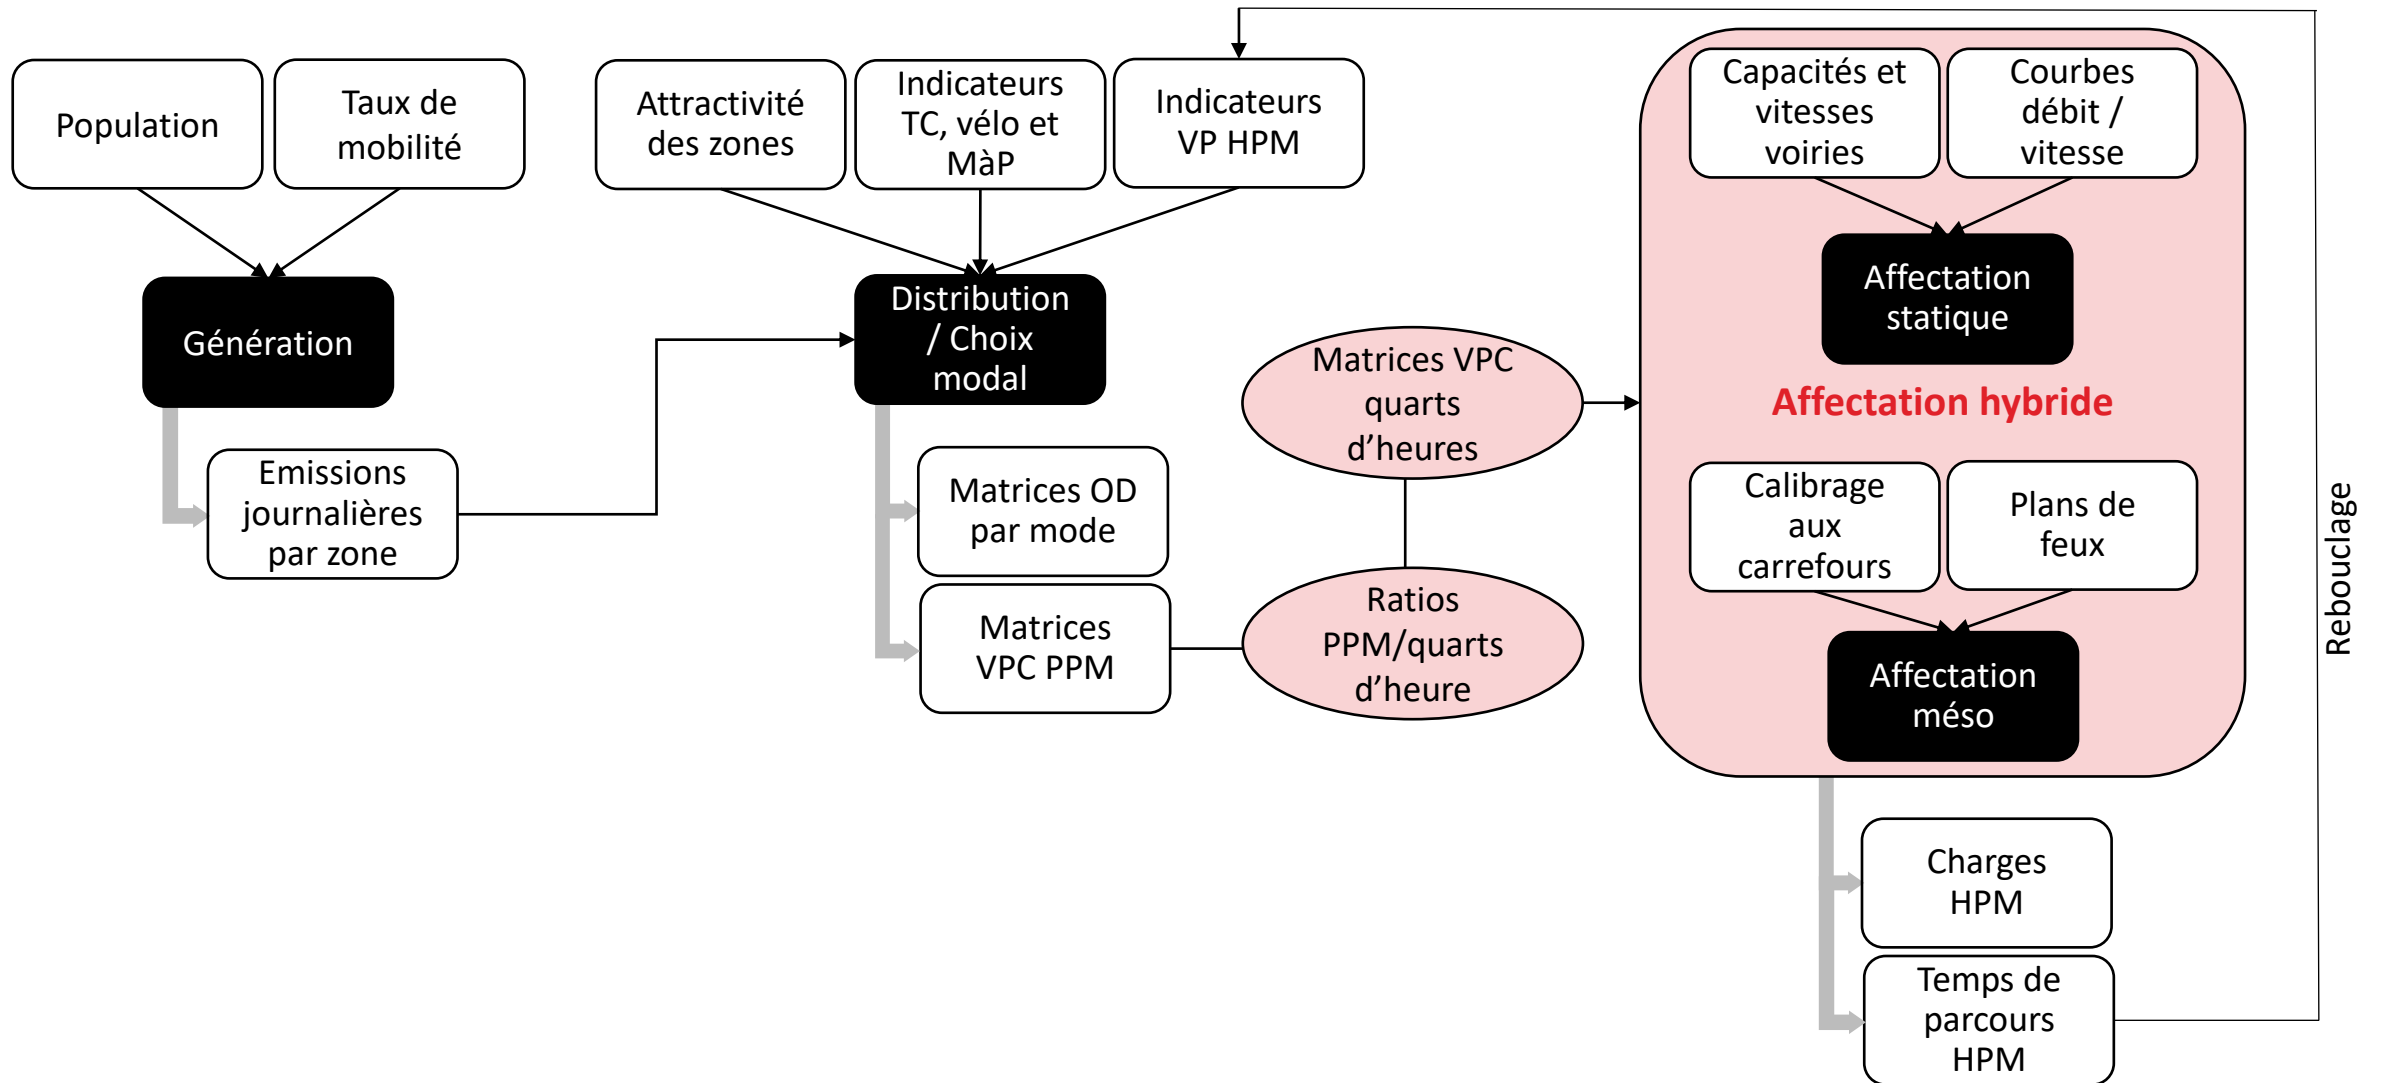 Population
Taux de
mobilité
Attractivité
des zones
Indicateurs
TC, vélo et
MàP
Indicateurs
VP HPM
Capacités et
vitesses
voiries
Courbes
débit /
vitesse
Génération
Distribution
/ Choix
modal
Affectation
statique
Matrices VPC
quarts
d’heures
Affectation hybride
Emissions
journalières
par zone
Matrices OD
par mode
Calibrage
aux
carrefours
Plans de
feux
Rebouclage
Matrices
VPC PPM
Ratios
PPM/quarts
d’heure
Affectation
méso
Charges
HPM
Temps de
parcours
HPM